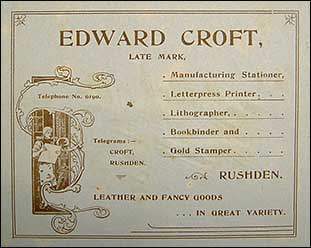 EDWARD CROFT,
LATE MARK,
. Manufacturing Stationer,
Telephone No. 0190.
. Letterpress Printer . . .
. Lithographer, . . . . . .
. Bookbinder and . . . . .
Telegrams :—
CROFT,
RUSHDEN.
. Gold Stamper . . . . .
RUSHDEN.
LEATHER AND FANCY GOODS
. . . IN GREAT VARIETY.